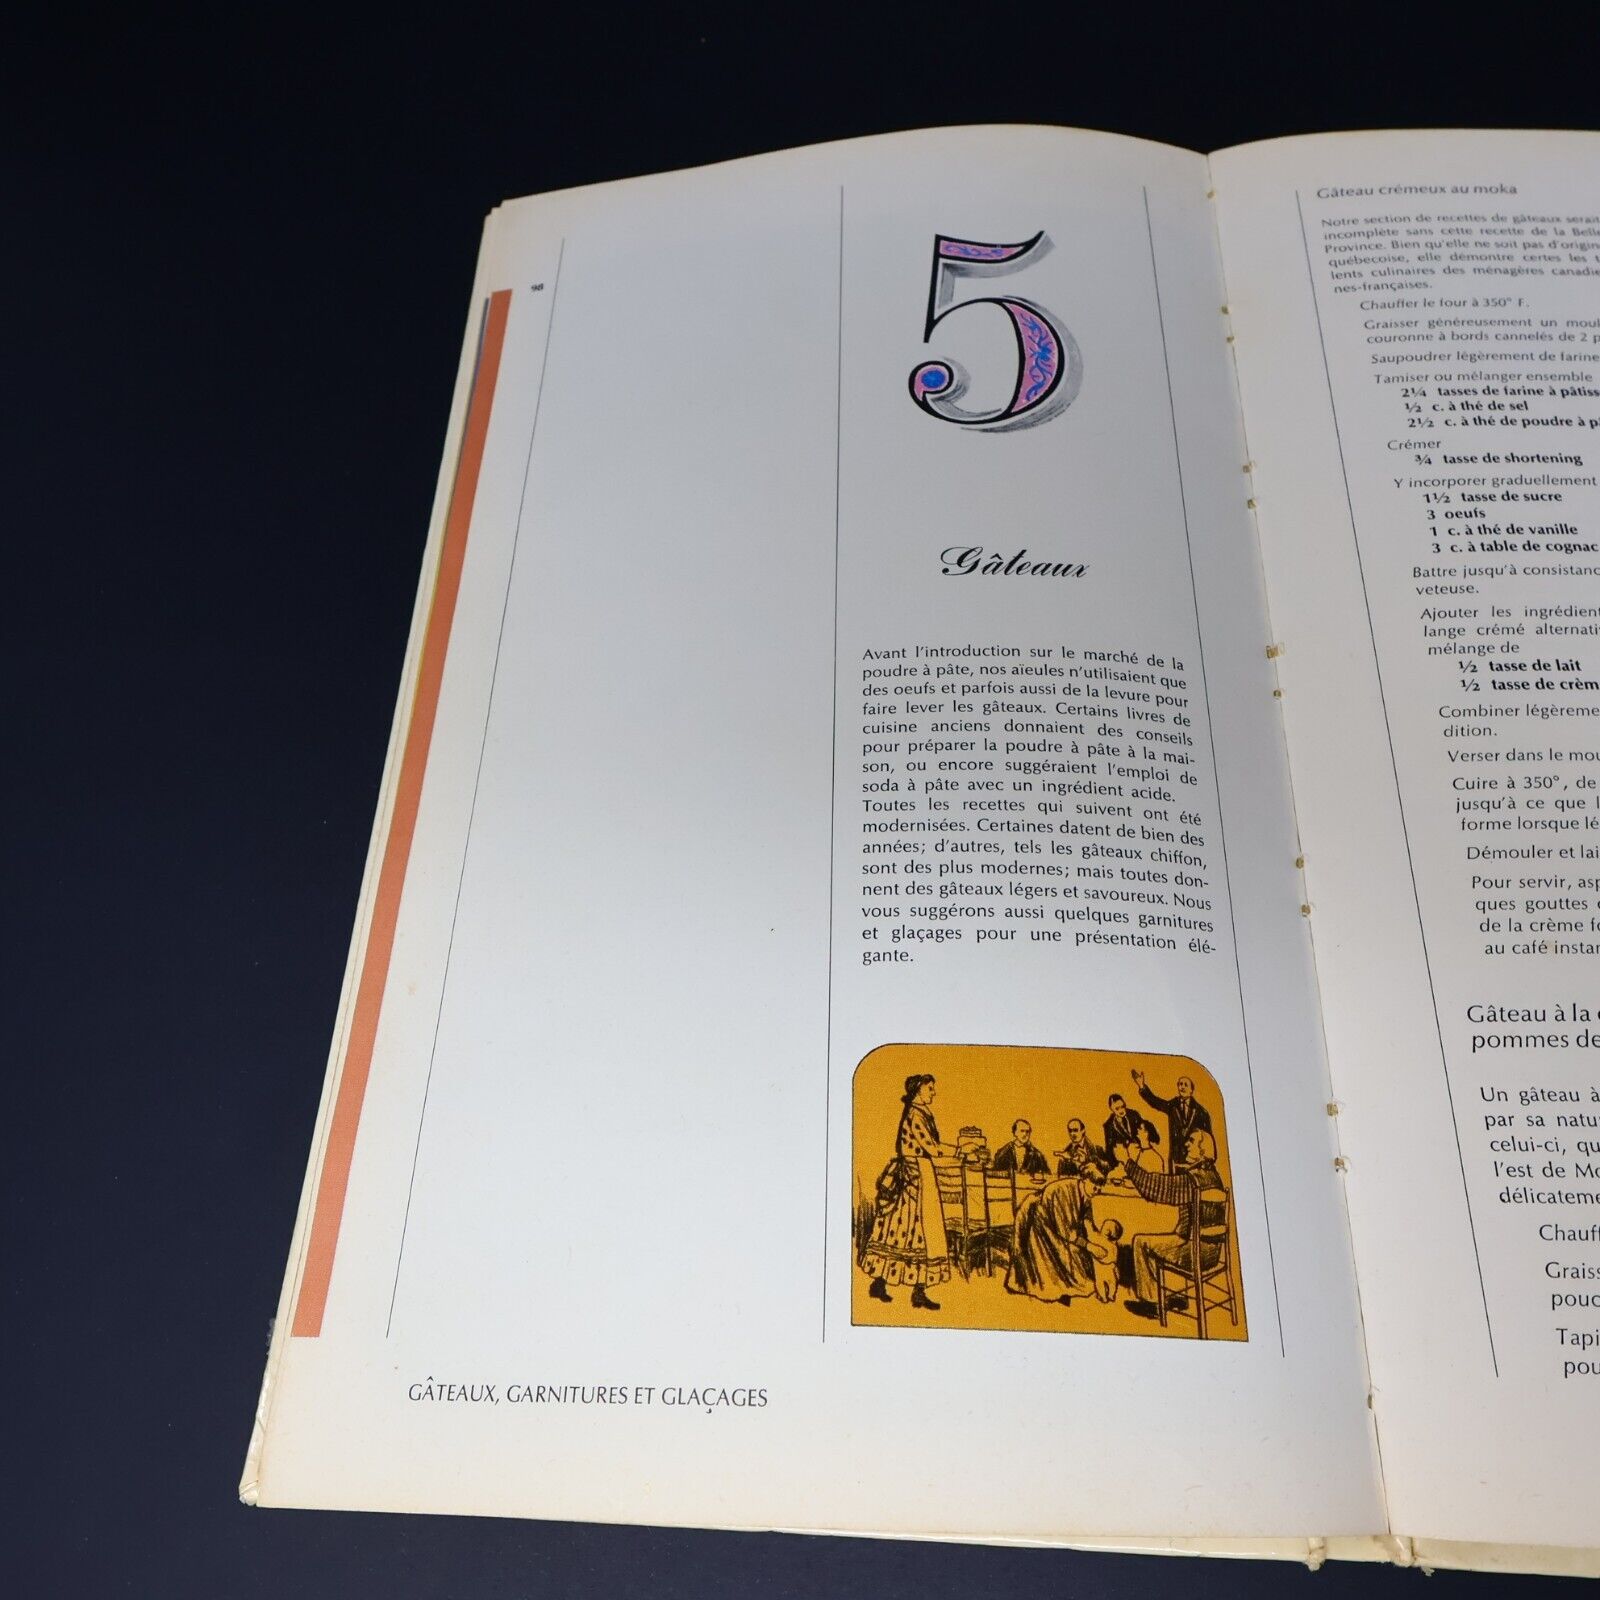 98
5
Gâteaux
Avant l'introduction sur le marché de la
poudre à pâte, nos aïeules n'utilisaient que
des oeufs et parfois aussi de la levure pour
faire lever les gâteaux. Certains livres de
cuisine anciens donnaient des conseils
pour préparer la poudre à pâte à la mai-
son, ou encore suggéraient l'emploi de
soda à pâte avec un ingrédient acide.
Toutes les recettes qui suivent ont été
modernisées. Certaines datent de bien des
années; d'autres, tels les gâteaux chiffon,
sont des plus modernes; mais toutes don-
nent des gâteaux légers et savoureux. Nous
vous suggérons aussi quelques garnitures
et glaçages pour une présentation élé-
gante.
GÂTEAUX, GARNITURES ET GLAÇAGES
Gâteau crémeux au moka
Notre section de recettes de gâteaux serait
incomplète sans cette recette de la Belle
Province. Bien qu'elle ne soit pas d'origin
québecoise, elle démontre certes les t
lents culinaires des ménagères canadie
nes-françaises.
Chauffer le four à 350° F.
Graisser généreusement un moul
couronne à bords cannelés de 2 p
Saupoudrer légèrement de farine
Tamiser ou mélanger ensemble
2¼ tasses de farine à pâtiss
½ c. à thé de sel
2½ c. à thé de poudre à p
Crémer
¾ tasse de shortening
Y incorporer graduellement
1½ tasse de sucre
3 oeufs
1 c. à thé de vanille
3 c. à table de cognac
Battre jusqu'à consistanc
veteuse.
Ajouter les ingrédient
lange crémé alternati
mélange de
½ tasse de lait
½ tasse de crèm
Combiner légèreme
dition.
Verser dans le mou
Cuire à 350°, de
jusqu'à ce que l
forme lorsque lé
Démouler et lai
Pour servir, asp
ques gouttes
de la crème fo
au café instan
Gâteau à la
pommes de
Un gâteau à
par sa natu
celui-ci, qu
l'est de Mo
délicateme
Chauff
Graiss
pouc
Tapi
pou